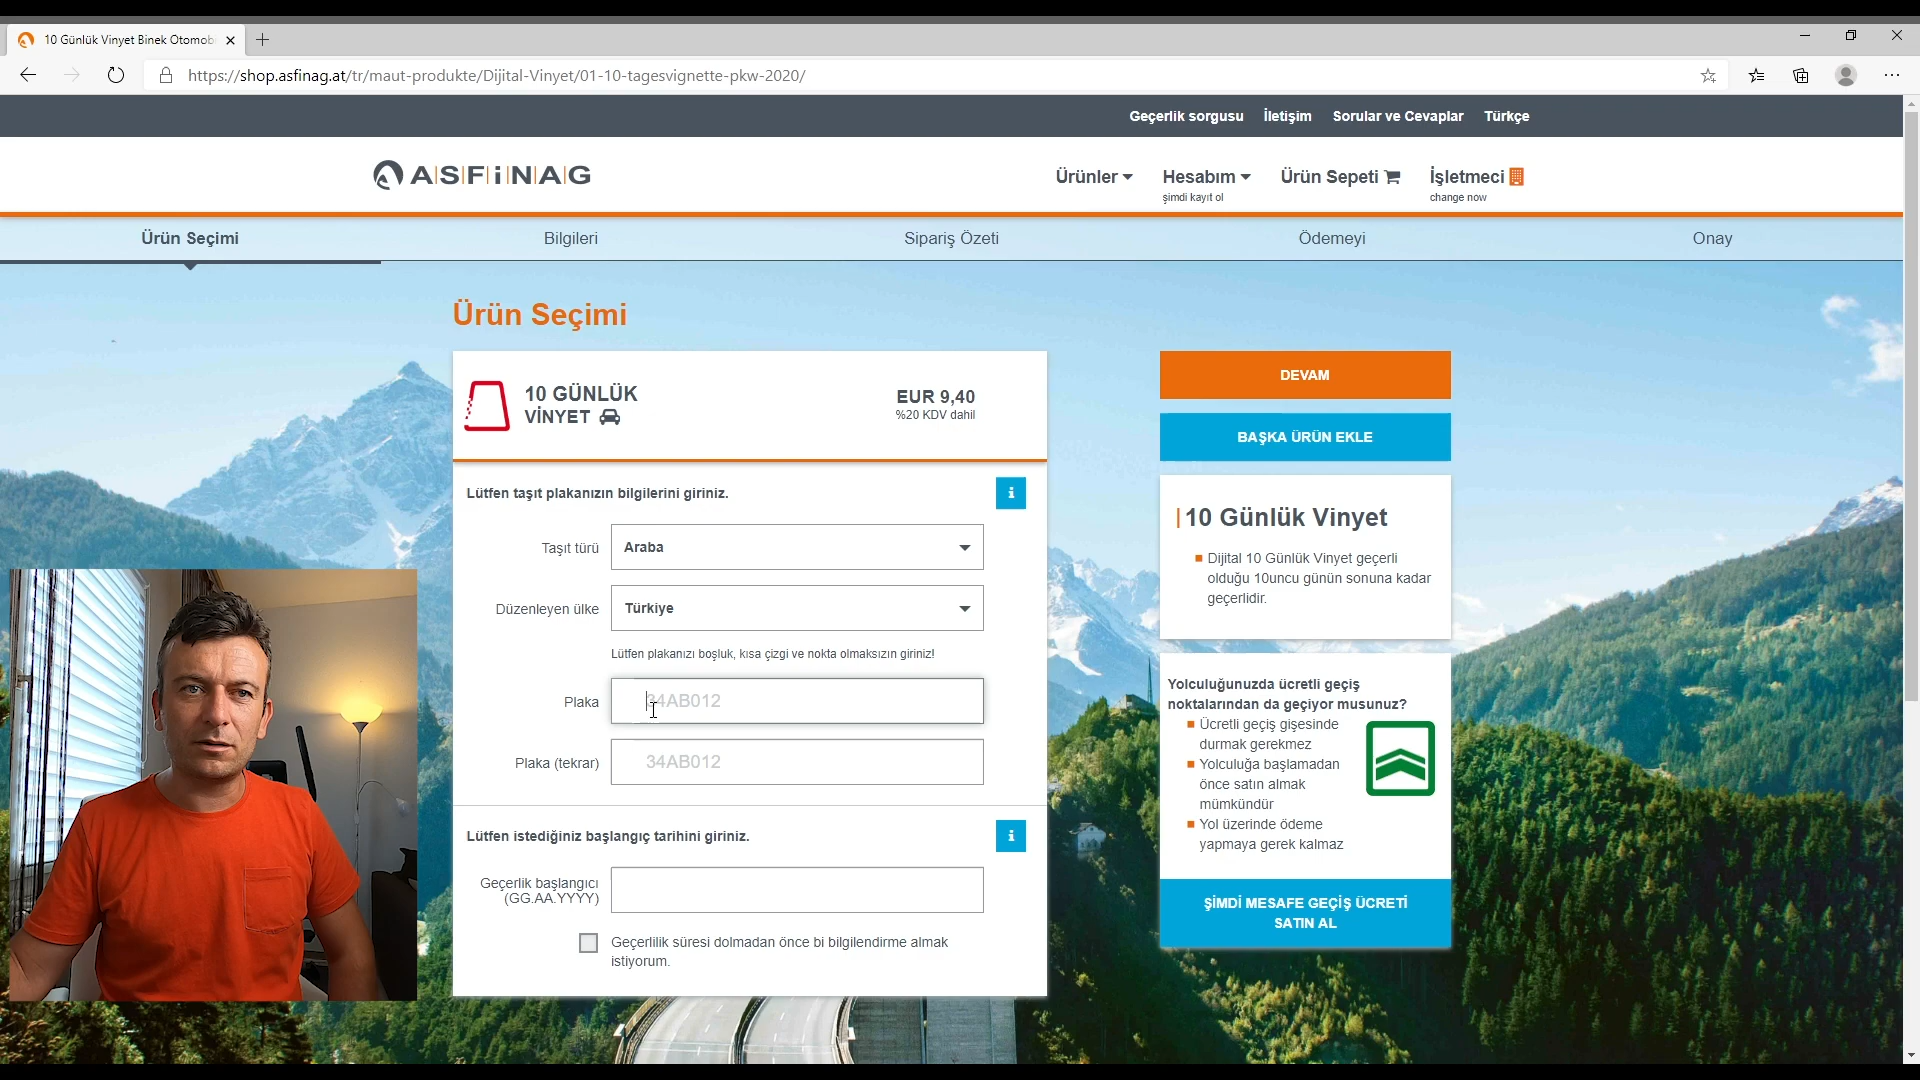 10 Günlük Vinyet Binek Otomobi
https://shop.asfinag.at/tr/maut-produkte/Dijital-Vinyet/01-10-tagesvignette-pkw-2020/
Geçerlik sorgusu İletişim Sorular ve Cevaplar Türkçe
ASFiNAG
Ürünler Hesabım Ürün Sepeti İşletmeci
şimdi kayıt ol change now
Ürün Seçimi Bilgileri Sipariş Özeti Ödemeyi Onay
Ürün Seçimi
10 GÜNLÜK
VİNYET
EUR 9,40
%20 KDV dahil
Lütfen taşıt plakanızın bilgilerini giriniz.
i
Taşıt türü Araba
Düzenleyen ülke Türkiye
Lütfen plakanızı boşluk, kısa çizgi ve nokta olmaksızın giriniz!
Plaka 34AB012
Plaka (tekrar) 34AB012
Lütfen istediğiniz başlangıç tarihini giriniz.
i
Geçerlik başlangıcı
(GG.AA.YYYY)
Geçerlilik süresi dolmadan önce bi bilgilendirme almak
istiyorum.
DEVAM
BAŞKA ÜRÜN EKLE
10 Günlük Vinyet
Dijital 10 Günlük Vinyet geçerli
olduğu 10uncu günün sonuna kadar
geçerlidir.
Yolculuğunuzda ücretli geçiş
noktalarından da geçiyor musunuz?
Ücretli geçiş gişesinde
durmak gerekmez
Yolculuğa başlamadan
önce satın almak
mümkündür
Yol üzerinde ödeme
yapmaya gerek kalmaz
ŞİMDİ MESAFE GEÇİŞ ÜCRETİ
SATIN AL